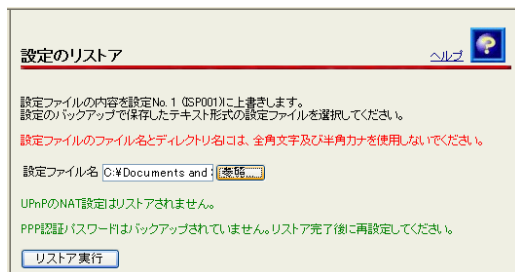 設定のリストア
ヘルプ
設定ファイルの内容を設定No. 1 (ISP001)に上書きします。
設定のバックアップで保存したテキスト形式の設定ファイルを選択してください。
設定ファイルのファイル名とディレクトリ名には、全角文字及び半角カナを使用しないでください。
設定ファイル名 C:¥Documents and 参照...
UPnPのNAT設定はリストアされません。
PPP認証パスワードはバックアップされていません。リストア完了後に再設定してください。
リストア実行